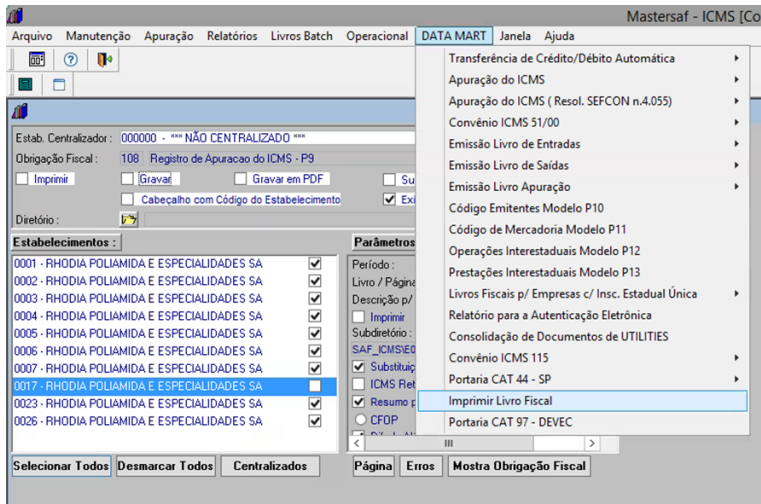 Mastersaf - ICMS [Co
Arquivo Manutenção Apuração Relatórios Livros Batch Operacional DATA MART Janela Ajuda
Transferência de Crédito/Débito Automática
Apuração do ICMS
Apuração do ICMS ( Resol. SEFCON n.4.055)
Convênio ICMS 51/00
Emissão Livro de Entradas
Emissão Livro de Saídas
Emissão Livro Apuração
Código Emitentes Modelo P10
Código de Mercadoria Modelo P11
Operações Interestaduais Modelo P12
Prestações Interestaduais Modelo P13
Livros Fiscais p/ Empresas c/ Insc. Estadual Única
Relatório para a Autenticação Eletrônica
Consolidação de Documentos de UTILITIES
Convênio ICMS 115
Portaria CAT 44 - SP
Imprimir Livro Fiscal
Portaria CAT 97 - DEVEC
Estab. Centralizador : 000000 - *** NÃO CENTRALIZADO ***
Obrigação Fiscal : 108 Registro de Apuracao do ICMS - P9
Imprimir Gravar Gravar em PDF Su
Cabeçalho com Código do Estabelecimento Exi
Diretório :
Estabelecimentos :
0001 - RHODIA POLIAMIDA E ESPECIALIDADES SA
0002 - RHODIA POLIAMIDA E ESPECIALIDADES SA
0003 - RHODIA POLIAMIDA E ESPECIALIDADES SA
0004 - RHODIA POLIAMIDA E ESPECIALIDADES SA
0005 - RHODIA POLIAMIDA E ESPECIALIDADES SA
0006 - RHODIA POLIAMIDA E ESPECIALIDADES SA
0007 - RHODIA POLIAMIDA E ESPECIALIDADES SA
0017 - RHODIA POLIAMIDA E ESPECIALIDADES SA
0023 - RHODIA POLIAMIDA E ESPECIALIDADES SA
0026 - RHODIA POLIAMIDA E ESPECIALIDADES SA
Parâmetros
Período :
Livro / Página
Descrição p/
Imprimir
Subdiretório :
SAF_ICMS\E0
Substituiç
ICMS Ret
Resumo p
CFOP
Selecionar Todos Desmarcar Todos Centralizados Página Erros Mostra Obrigação Fiscal